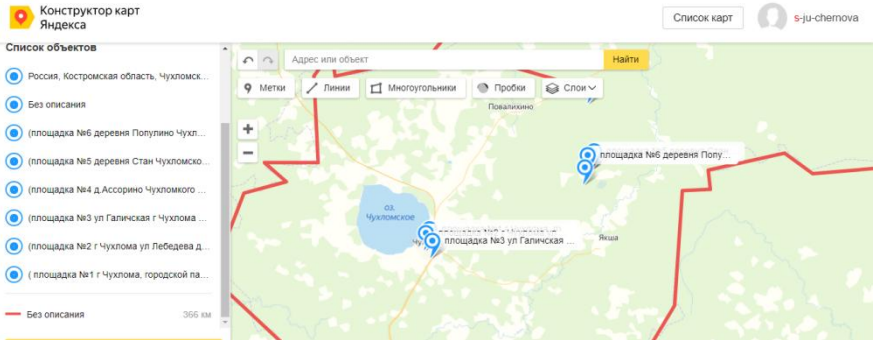 Конструктор карт
Яндекса
Список карт
s-ju-chernova
Список объектов
Россия, Костромская область, Чухломск...
Без описания
(площадка №6 деревня Популино Чухл...
(площадка №5 деревня Стан Чухломско...
(площадка №4 д.Ассорино Чухломкого ...
(площадка №3 ул Галичская г Чухлома ...
(площадка №2 г Чухлома ул Лебедева д...
( площадка №1 г Чухлома, городской па...
Без описания 366 км
Адрес или объект
Найти
Метки Линии Многоугольники Пробки Слои
Повалихино
площадка №6 деревня Попу...
оз.
Чухломское
площадка №3 ул Галичская ...
Якша